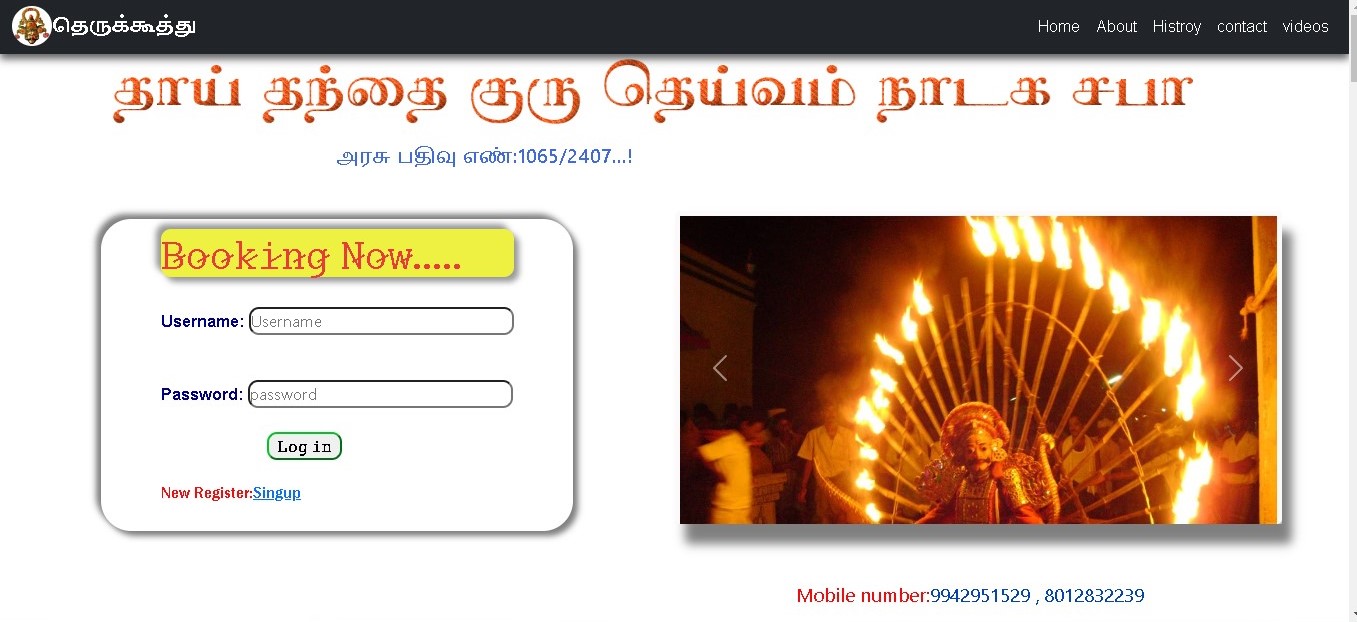 தெருக்கூத்து Home About Histroy contact videos
தாய் தந்தை குரு தெய்வம் நாடக சபா
அரசு பதிவு எண்:1065/2407...!
Booking Now.....
Username: Username
Password: password
Log in
New Register:Singup
Mobile number:9942951529 , 8012832239